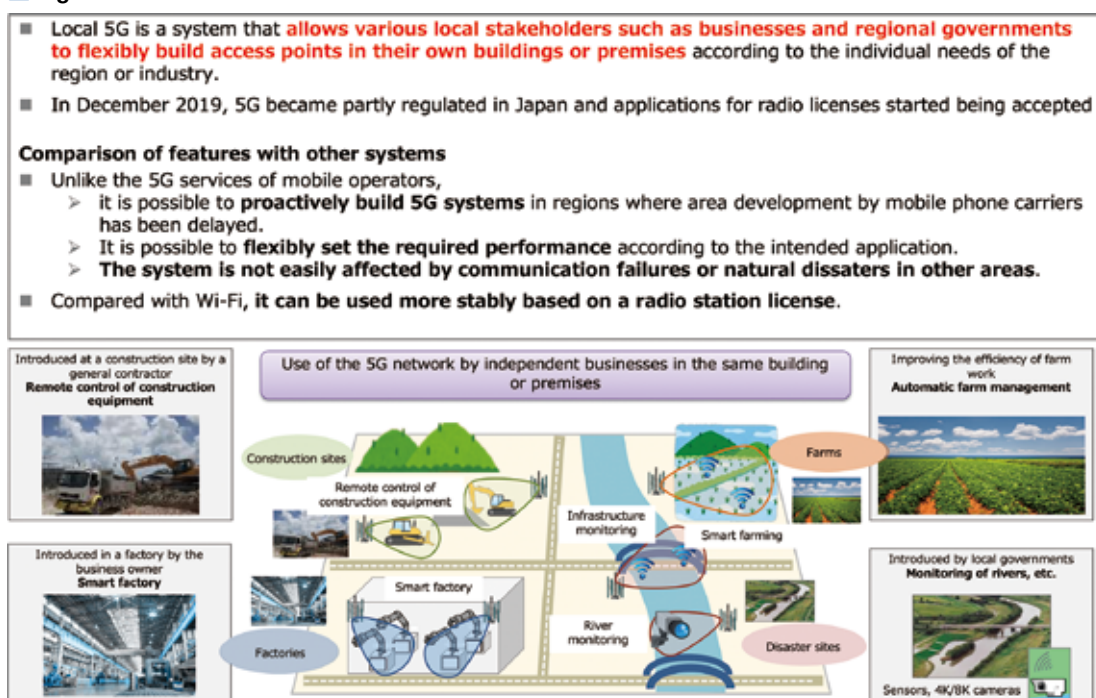 Local 5G is a system that allows various local stakeholders such as businesses and regional governments
to flexibly build access points in their own buildings or premises according to the individual needs of the
region or industry.
In December 2019, 5G became partly regulated in Japan and applications for radio licenses started being accepted
Comparison of features with other systems
Unlike the 5G services of mobile operators,
it is possible to proactively build 5G systems in regions where area development by mobile phone carriers
has been delayed.
It is possible to flexibly set the required performance according to the intended application.
The system is not easily affected by communication failures or natural dissaters in other areas.
Compared with Wi-Fi, it can be used more stably based on a radio station license.
Introduced at a construction site by a
general contractor
Remote control of construction
equipment
Use of the 5G network by independent businesses in the same building
or premises
Improving the efficiency of farm
work
Automatic farm management
Construction sites
Farms
Remote control of
construction equipment
Infrastructure
monitoring
Smart farming
Introduced in a factory by the
business owner
Smart factory
Smart factory
Factories
River
monitoring
Disaster sites
Introduced by local governments
Monitoring of rivers, etc.
Sensors, 4K/8K cameras